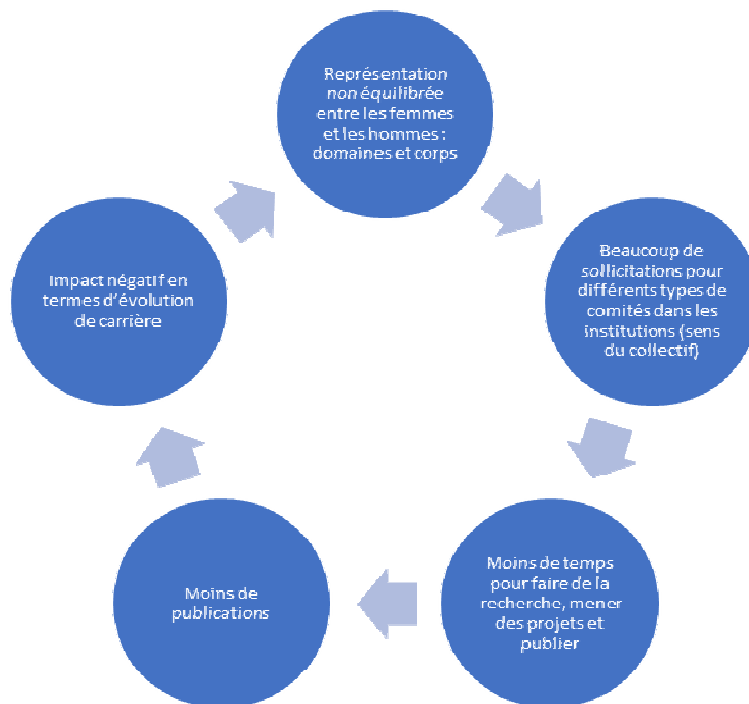 Représentation
non équilibrée
entre les femmes
et les hommes :
domaines et corps
Beaucoup de
sollicitations pour
différents types de
comités dans les
institutions (sens
du collectif)
Moins de temps
pour faire de la
recherche, mener
des projets et
publier
Moins de
publications
Impact négatif en
termes d'évolution
de carrière